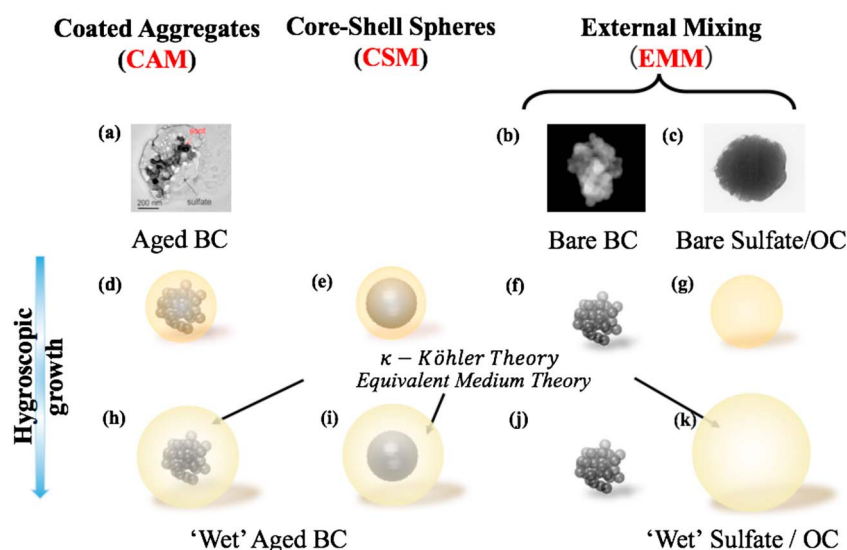 Coated Aggregates
(CAM)
Core-Shell Spheres
(CSM)
External Mixing
(EMM)
(a)
soot
sulfate
200 nm
(b)
(c)
Aged BC
Bare BC
Bare Sulfate/OC
(d)
(e)
(f)
(g)
κ − Köhler Theory
Equivalent Medium Theory
Hygroscopic
growth
(h)
(i)
(j)
(k)
‘Wet’ Aged BC
‘Wet’ Sulfate / OC